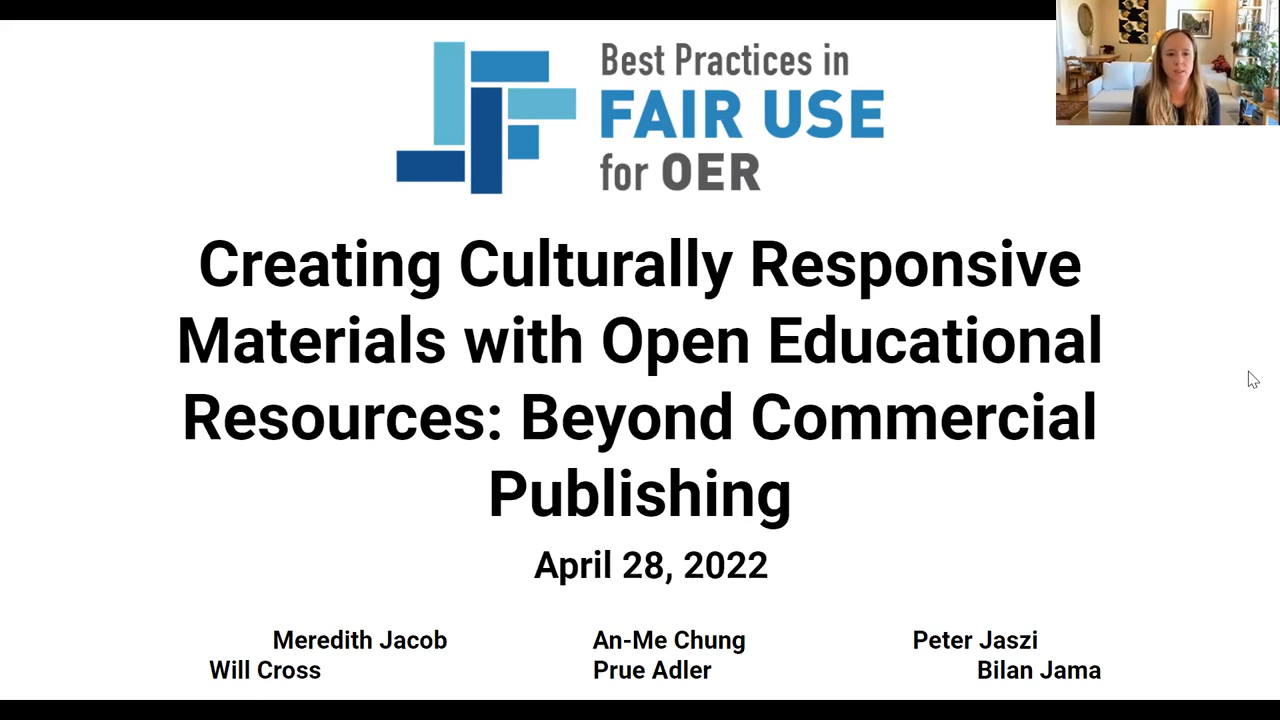 Best Practices in
FAIR USE
for OER
Creating Culturally Responsive
Materials with Open Educational
Resources: Beyond Commercial
Publishing
April 28, 2022
Meredith Jacob An-Me Chung Peter Jaszi
Will Cross Prue Adler Bilan Jama